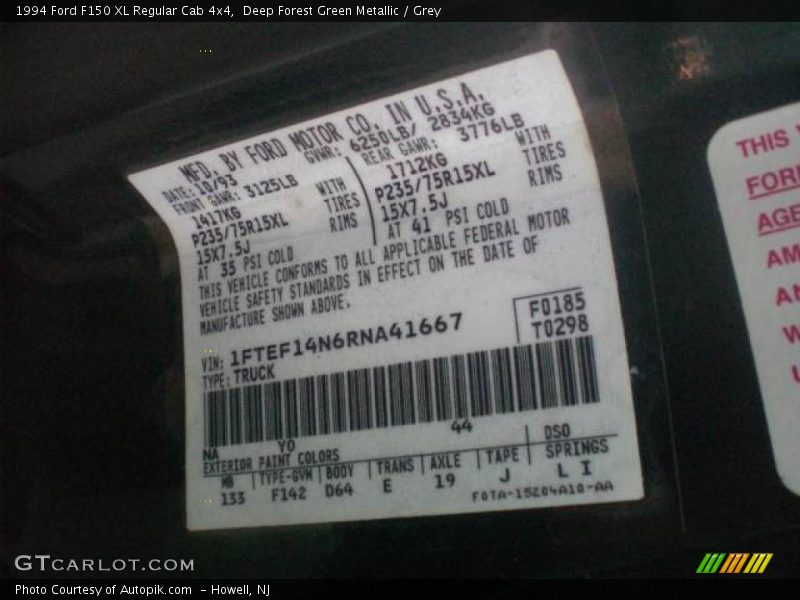 1994 Ford F150 XL Regular Cab 4x4, Deep Forest Green Metallic / Grey
MFD. BY FORD MOTOR CO. IN U.S.A.
DATE: 10/93 GVWR: 6250LB/ 2834KG
FRONT GAWR: 3125LB REAR GAWR: 3776LB
1417KG WITH 1712KG WITH
P235/75R15XL TIRES P235/75R15XL TIRES
15X7.5J RIMS 15X7.5J RIMS
AT 35 PSI COLD AT 41 PSI COLD
THIS VEHICLE CONFORMS TO ALL APPLICABLE FEDERAL MOTOR
VEHICLE SAFETY STANDARDS IN EFFECT ON THE DATE OF
MANUFACTURE SHOWN ABOVE.
F0185
VIN: 1FTEF14N6RNA41667 T0298
TYPE: TRUCK
44
NA YO DSO
EXTERIOR PAINT COLORS
WB TYPE-GVW BODY TRANS AXLE TAPE SPRINGS
133 F142 D64 E 19 J L I
F07A-15204A10-AA
THIS
FORD
AGE
AM
AN
W
GTCARLOT.COM
Photo Courtesy of Autopik.com - Howell, NJ